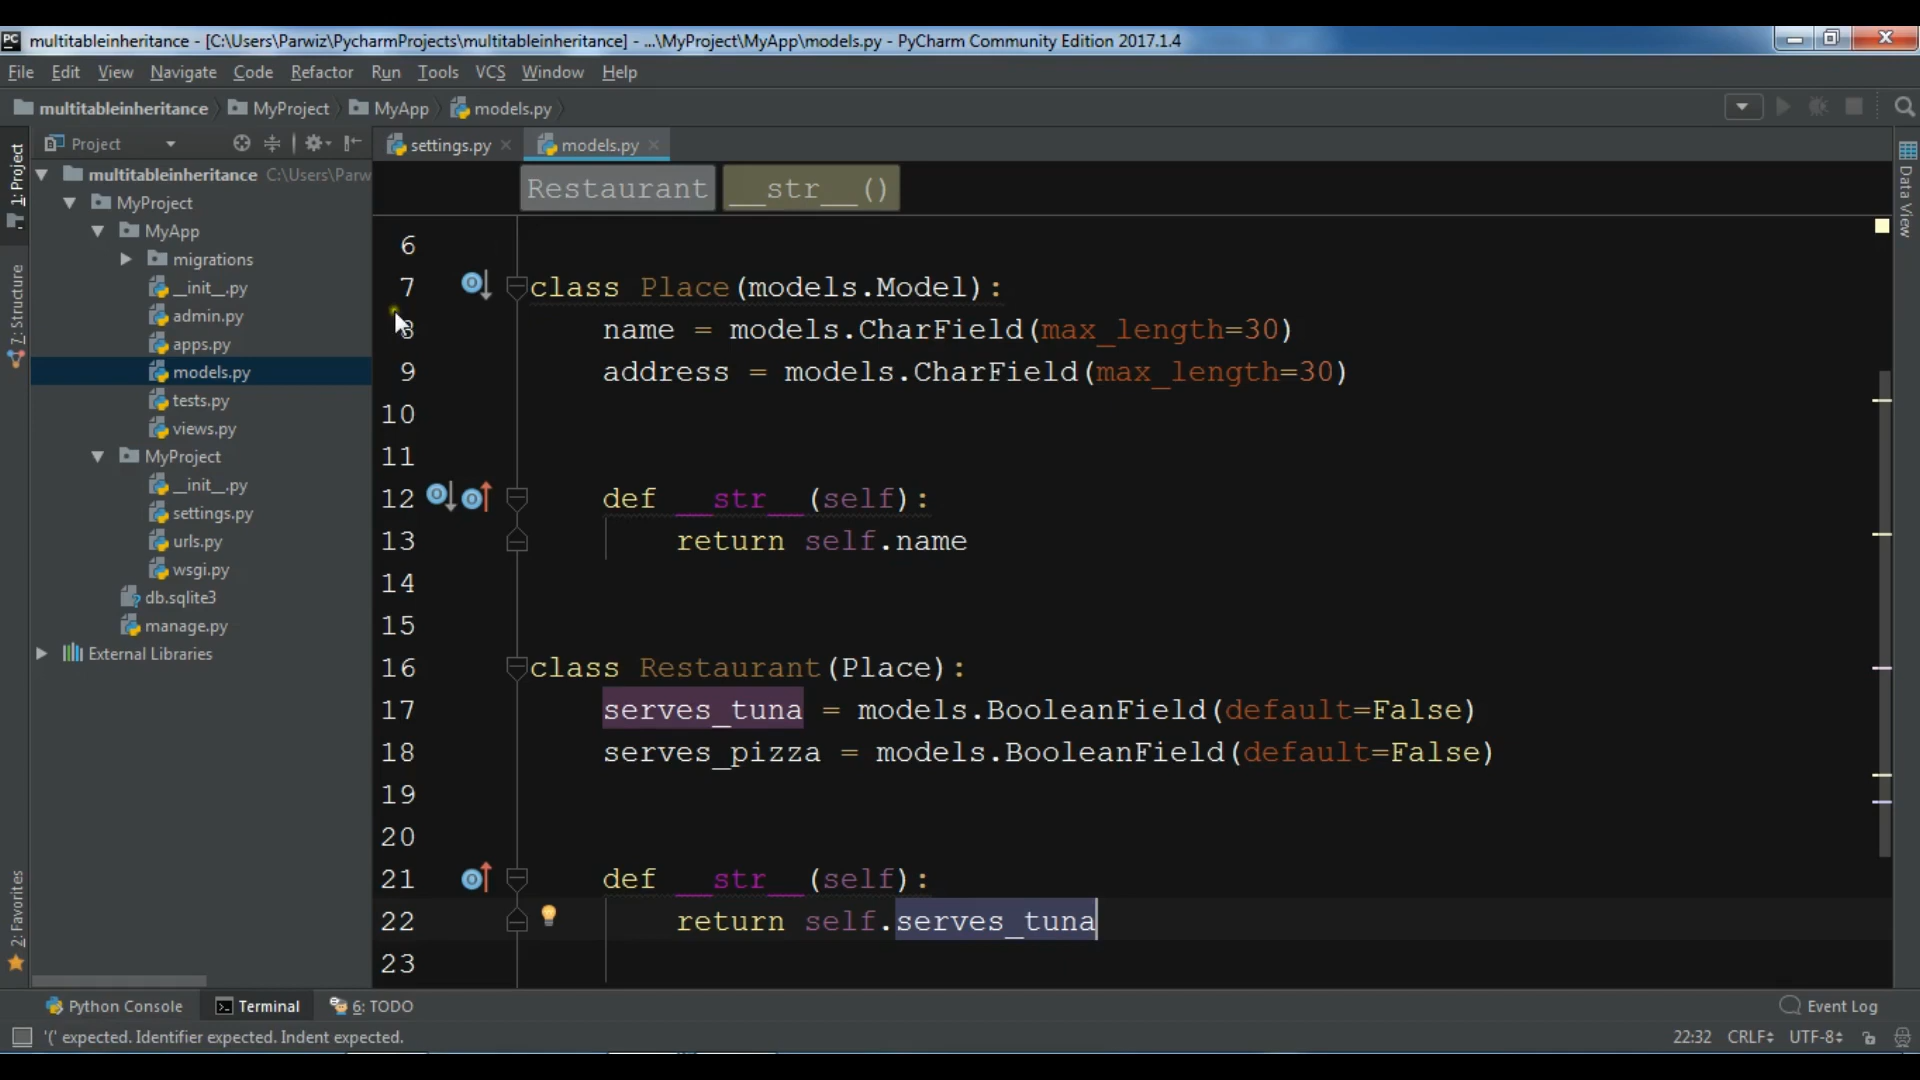 PC multitableinheritance - [C:\Users\Parwiz\PycharmProjects\multitableinheritance] - ...\MyProject\MyApp\models.py - PyCharm Community Edition 2017.1.4
File Edit View Navigate Code Refactor Run Tools VCS Window Help
multitableinheritance MyProject MyApp models.py
1: Project
7: Structure
2: Favorites
Project
multitableinheritance C:\Users\Parw
MyProject
MyApp
migrations
__init__.py
admin.py
apps.py
models.py
tests.py
views.py
MyProject
__init__.py
settings.py
urls.py
wsgi.py
db.sqlite3
manage.py
External Libraries
settings.py models.py
Restaurant __str__()
6
7 class Place(models.Model):
8 name = models.CharField(max_length=30)
9 address = models.CharField(max_length=30)
10
11
12 def __str__(self):
13 return self.name
14
15
16 class Restaurant(Place):
17 serves_tuna = models.BooleanField(default=False)
18 serves_pizza = models.BooleanField(default=False)
19
20
21 def __str__(self):
22 return self.serves_tuna
23
Data View
Python Console Terminal 6: TODO Event Log
'(' expected. Identifier expected. Indent expected. 22:32 CRLF UTF-8